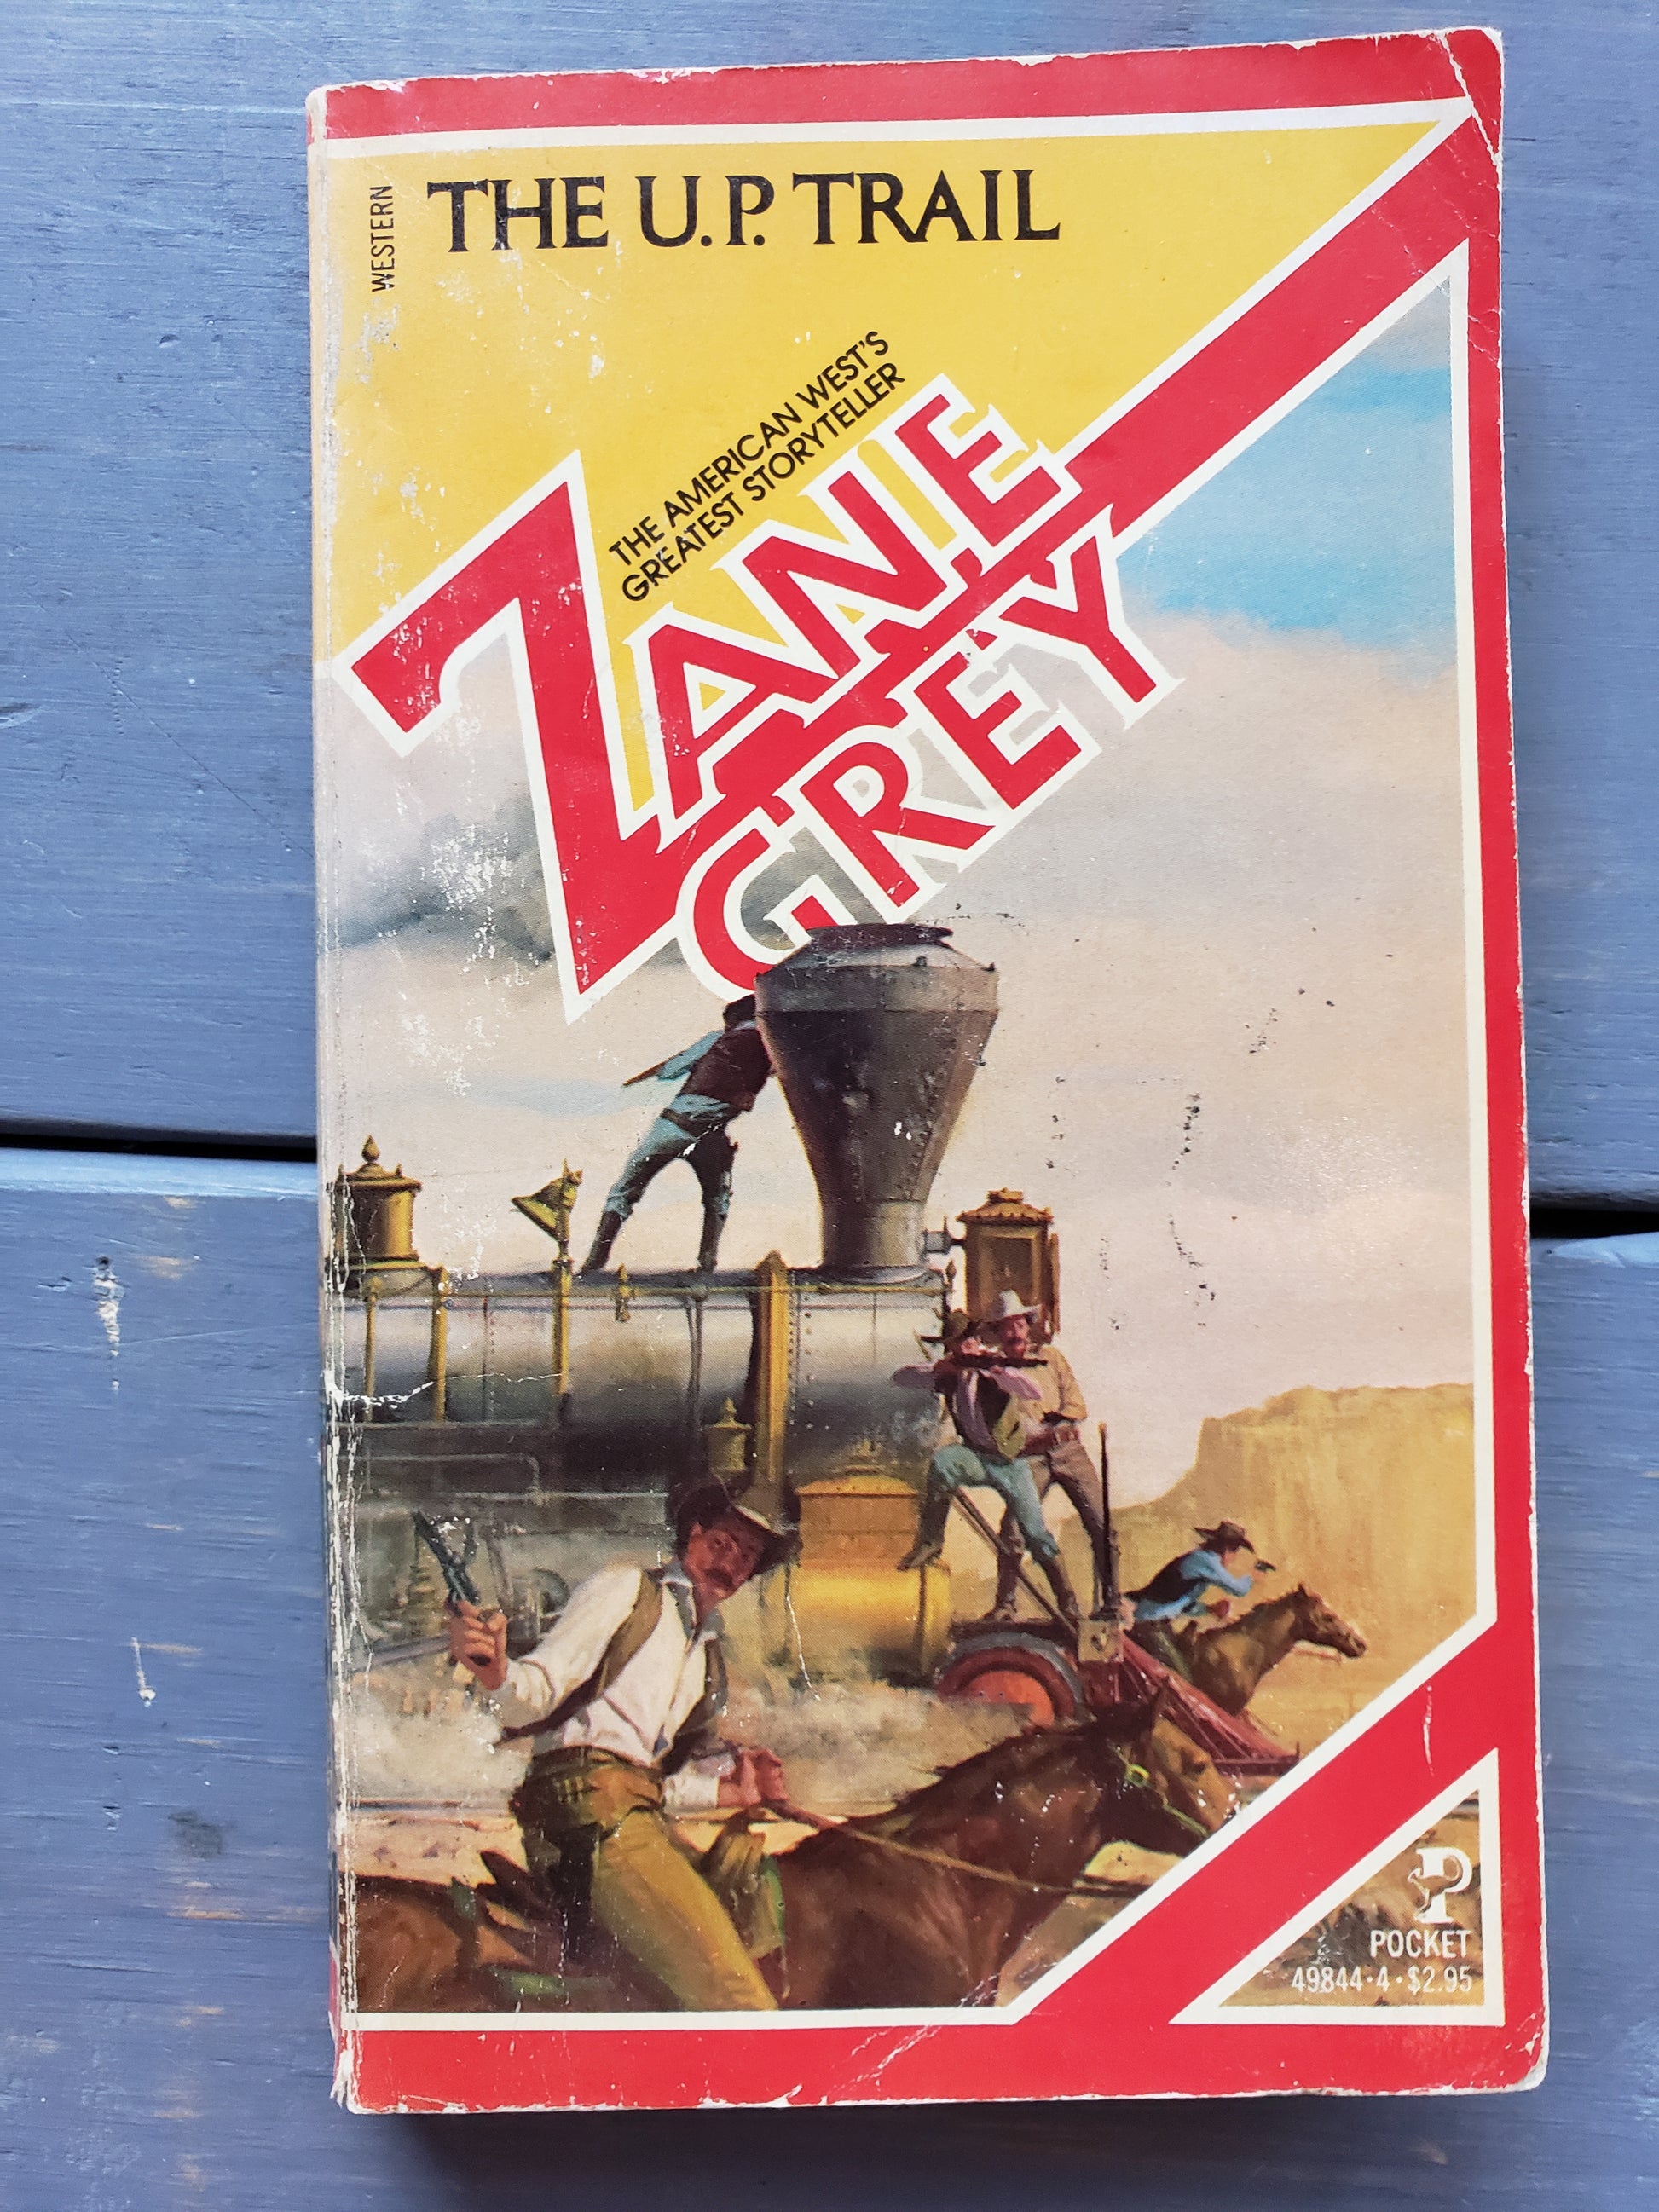 WESTERN
THE U.P. TRAIL
THE AMERICAN WEST'S
GREATEST STORYTELLER
ZANE
GREY
P
POCKET
49844·4·$2.95